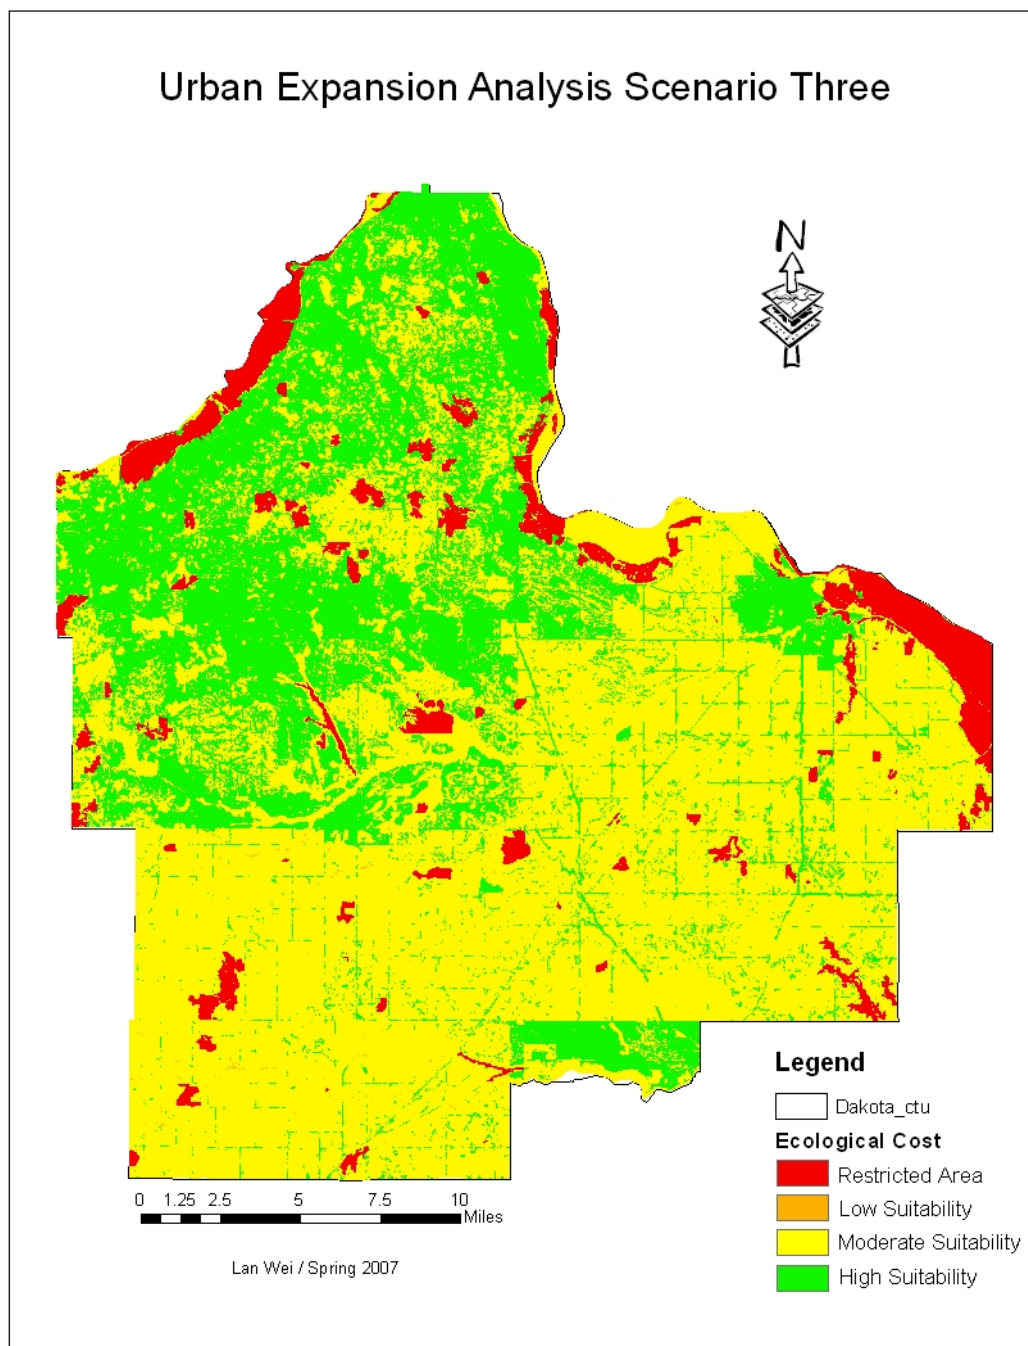 Urban Expansion Analysis Scenario Three
N
Legend
Dakota_ctu
Ecological Cost
Restricted Area
Low Suitability
Moderate Suitability
High Suitability
0 1.25 2.5 5 7.5 10
Miles
Lan Wei / Spring 2007